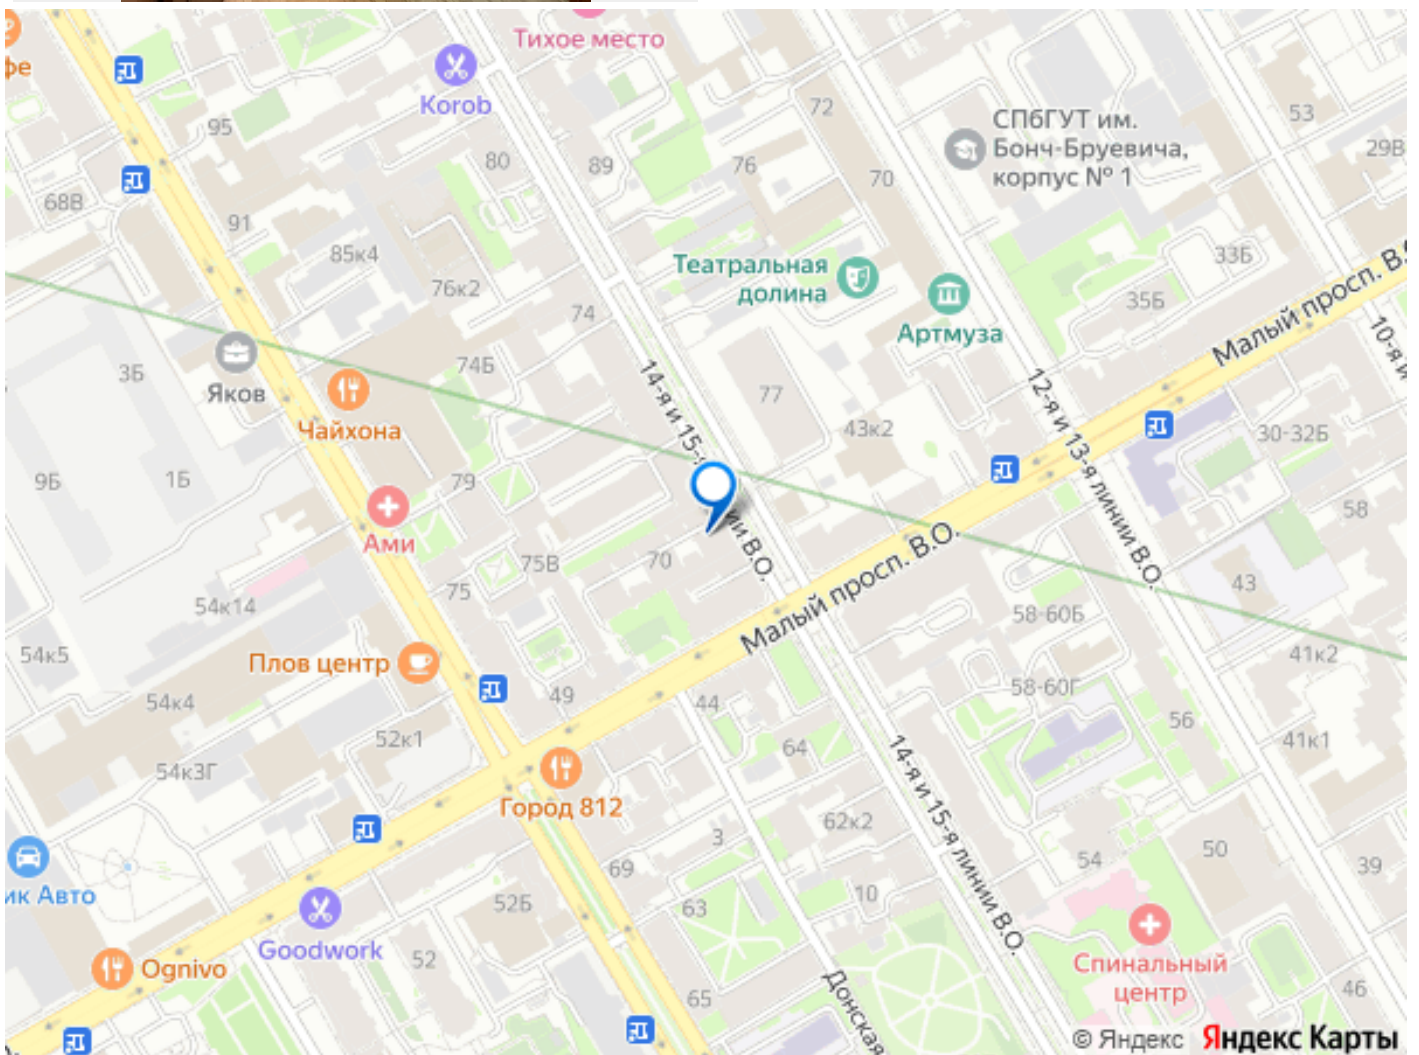 Тихое место
фе
Korob
72
СПбГУТ им.
Бонч-Бруевича,
корпус № 1
53
95
29В
80
89
76
70
68В
91
85к4
Театральная
долина
33Б
76к2
35Б
74
Артмуза
Малый просп. В.О.
10-я и
3Б
Яков
74Б
14-я и 15-я линии В.О.
77
12-я и 13-я линии В.О.
Чайхона
43к2
30-32Б
9Б
1Б
79
58
Ами
75В
70
75
43
54к14
58-60Б
Малый просп. В.О.
54к5
Плов центр
41к2
49
44
58-60Г
54к4
56
52к1
64
14-я и 15-я линии В.О.
41к1
54к3Г
Город 812
62к2
3
54
50
39
69
ик Авто
10
52Б
63
Goodwork
52
Спинальный
центр
Ognivo
65
Донская
46
© Яндекс Яндекс Карты